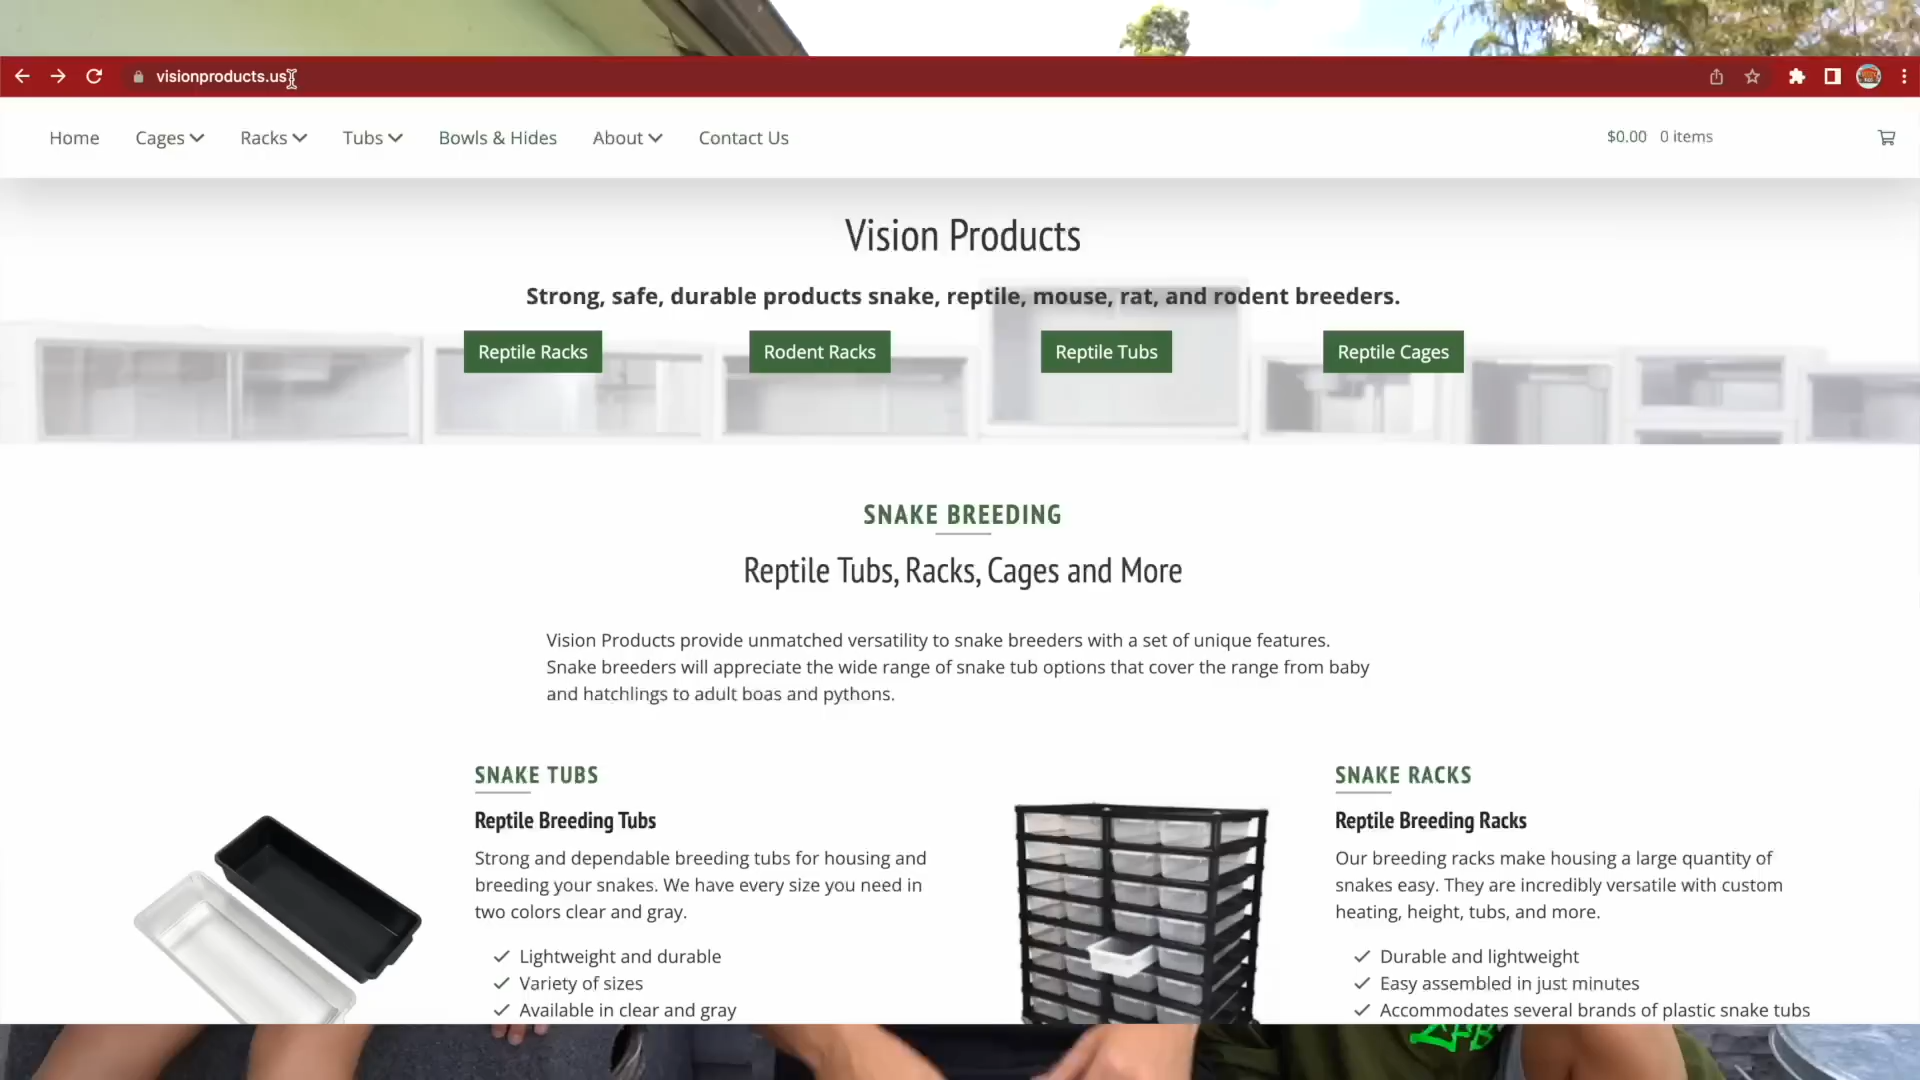 visionproducts.us
Home Cages Racks Tubs Bowls & Hides About Contact Us $0.00 0 items
Vision Products
Strong, safe, durable products snake, reptile, mouse, rat, and rodent breeders.
Reptile Racks Rodent Racks Reptile Tubs Reptile Cages
SNAKE BREEDING
Reptile Tubs, Racks, Cages and More
Vision Products provide unmatched versatility to snake breeders with a set of unique features.
Snake breeders will appreciate the wide range of snake tub options that cover the range from baby
and hatchlings to adult boas and pythons.
SNAKE TUBS
Reptile Breeding Tubs
Strong and dependable breeding tubs for housing and
breeding your snakes. We have every size you need in
two colors clear and gray.
Lightweight and durable
Variety of sizes
Available in clear and gray
SNAKE RACKS
Reptile Breeding Racks
Our breeding racks make housing a large quantity of
snakes easy. They are incredibly versatile with custom
heating, height, tubs, and more.
Durable and lightweight
Easy assembled in just minutes
Accommodates several brands of plastic snake tubs